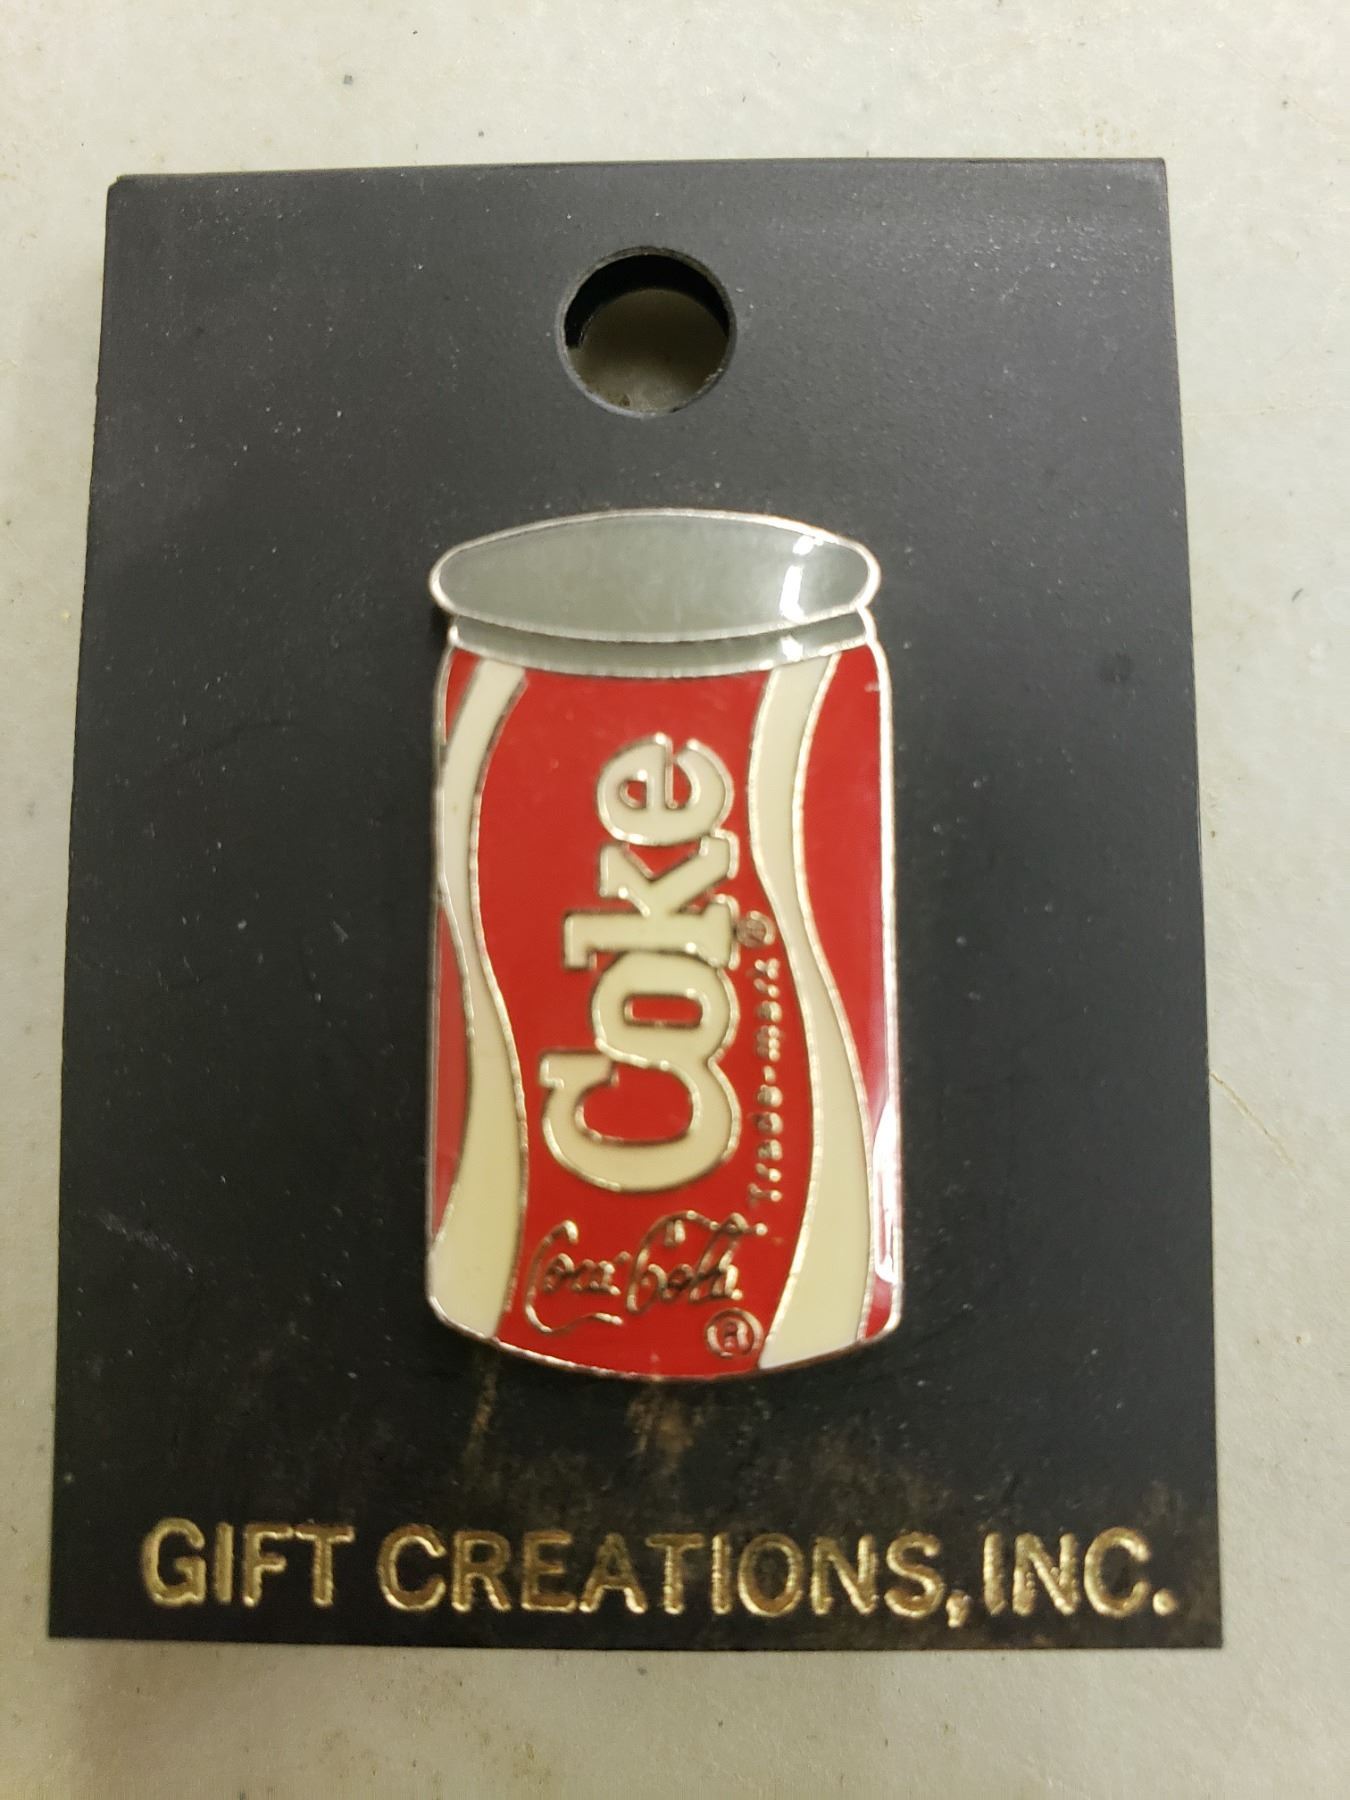 Coke®
Trade-mark
Coca-Cola
®
GIFT CREATIONS, INC.